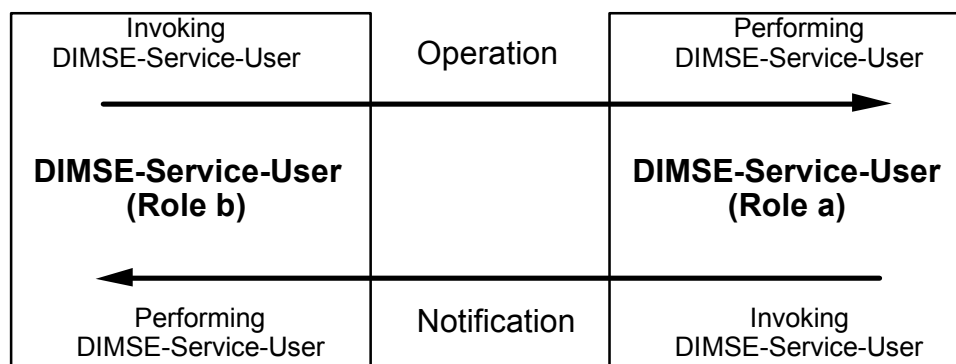 Invoking
DIMSE-Service-User
Operation
Performing
DIMSE-Service-User
DIMSE-Service-User
(Role b)
DIMSE-Service-User
(Role a)
Performing
DIMSE-Service-User
Notification
Invoking
DIMSE-Service-User